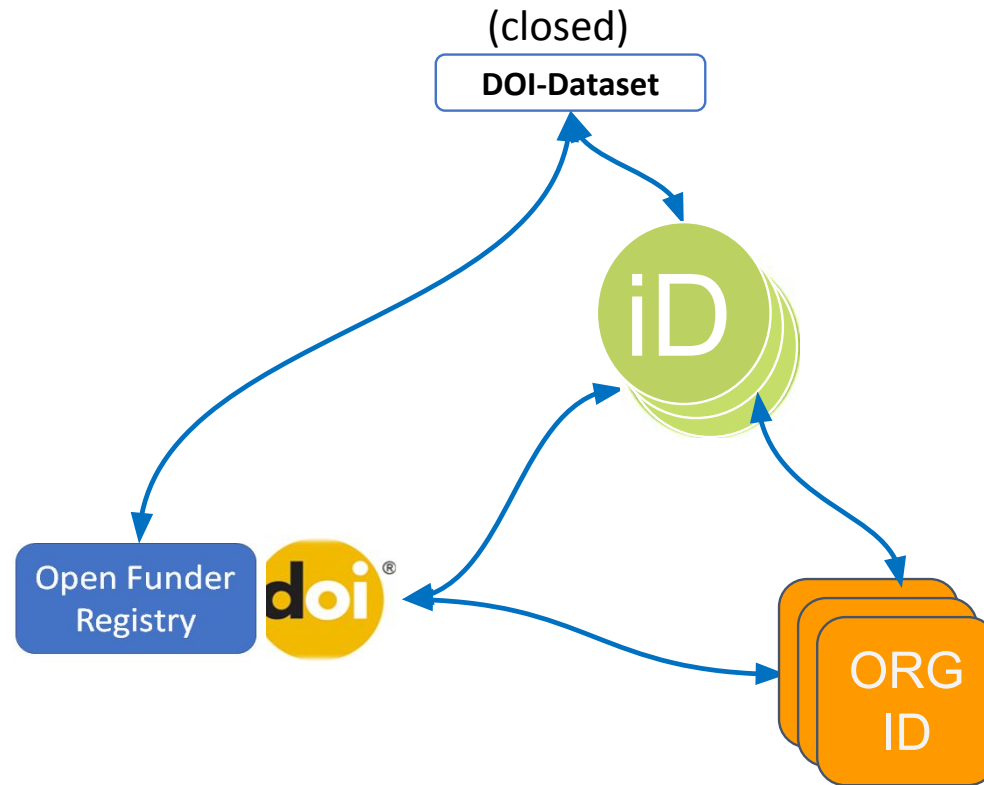 (closed)
DOI-Dataset
iD
Open Funder
Registry
doi®
ORG
ID